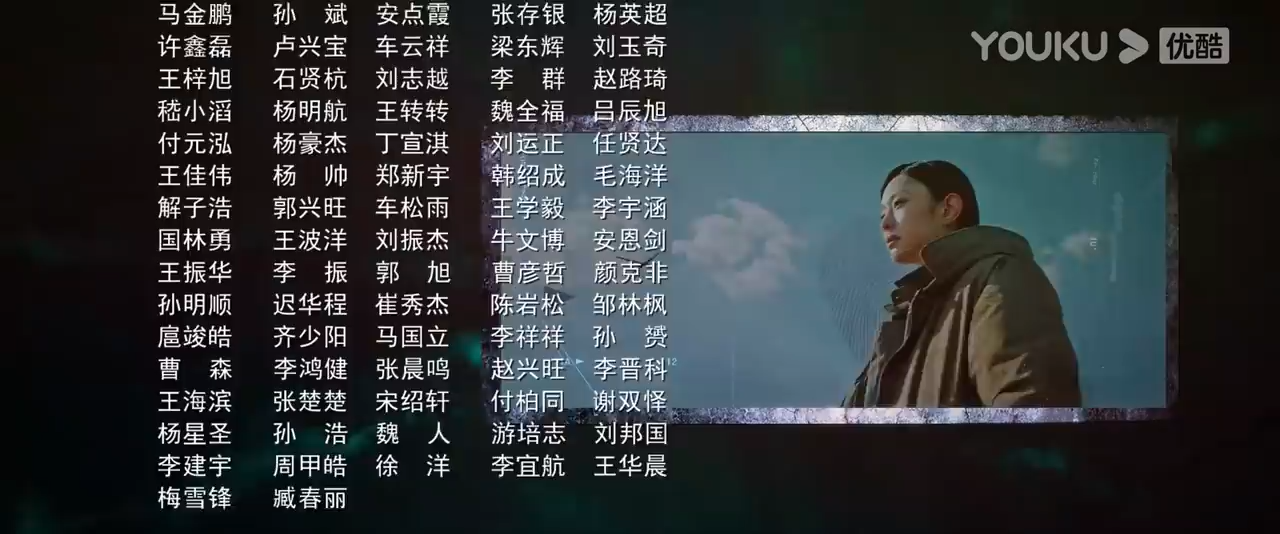 马金鹏 孙 斌 安点霞 张存银 杨英超
YOUKU 优酷
许鑫磊 卢兴宝 车云祥 梁东辉 刘玉奇
王梓旭 石贤杭 刘志越 李 群 赵路琦
嵇小滔 杨明航 王转转 魏全福 吕辰旭
付元泓 杨豪杰 丁宣淇 刘运正 任贤达
王佳伟 杨 帅 郑新宇 韩绍成 毛海洋
解子浩 郭兴旺 车松雨 王学毅 李宇涵
国林勇 王波洋 刘振杰 牛文博 安恩剑
王振华 李 振 郭 旭 曹彦哲 颜克非
孙明顺 迟华程 崔秀杰 陈岩松 邹林枫
扈竣皓 齐少阳 马国立 李祥祥 孙 赟
曹 森 李鸿健 张晨鸣 赵兴旺 李晋科
王海滨 张楚楚 宋绍轩 付柏同 谢双怿
杨星圣 孙 浩 魏 人 游培志 刘邦国
李建宇 周甲皓 徐 洋 李宜航 王华晨
梅雪锋 臧春丽